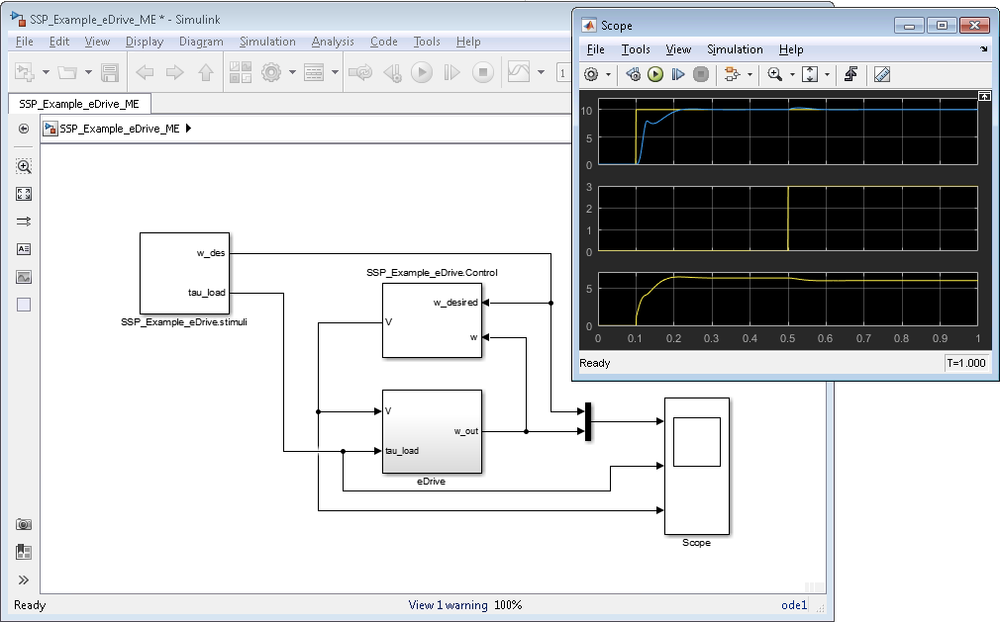 SSP_Example_eDrive_ME * - Simulink
File Edit View Display Diagram Simulation Analysis Code Tools Help
1
SSP_Example_eDrive_ME
SSP_Example_eDrive_ME
w_des
tau_load
SSP_Example_eDrive.stimuli
SSP_Example_eDrive.Control
w_desired
V
w
V
w_out
tau_load
eDrive
Scope
Ready
View 1 warning 100%
ode1
Scope
File Tools View Simulation Help
10
5
0
3
2
1
0
5
0
0 0.1 0.2 0.3 0.4 0.5 0.6 0.7 0.8 0.9 1
Ready
T=1.000